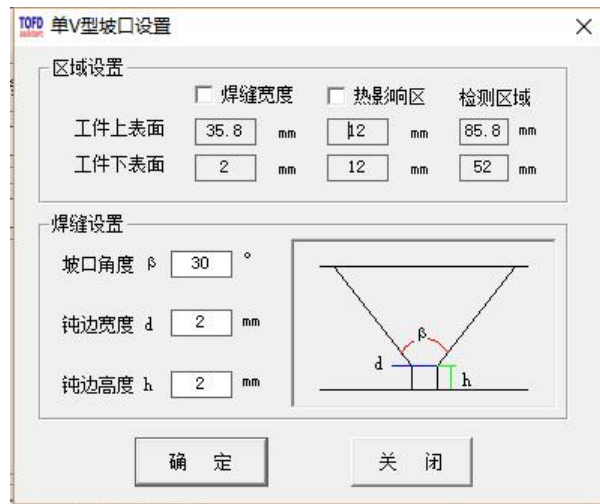 TOFD assistant 单V型坡口设置
区域设置
焊缝宽度 热影响区 检测区域
工件上表面 35.8 mm 12 mm 85.8 mm
工件下表面 2 mm 12 mm 52 mm
焊缝设置
坡口角度 β 30 °
钝边宽度 d 2 mm
钝边高度 h 2 mm
β
d
h
确 定 关 闭